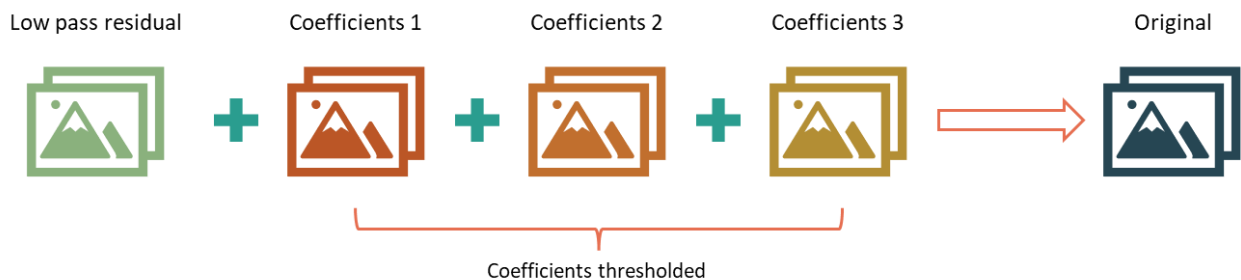 Low pass residual
Coefficients 1
Coefficients 2
Coefficients 3
Original
Coefficients thresholded